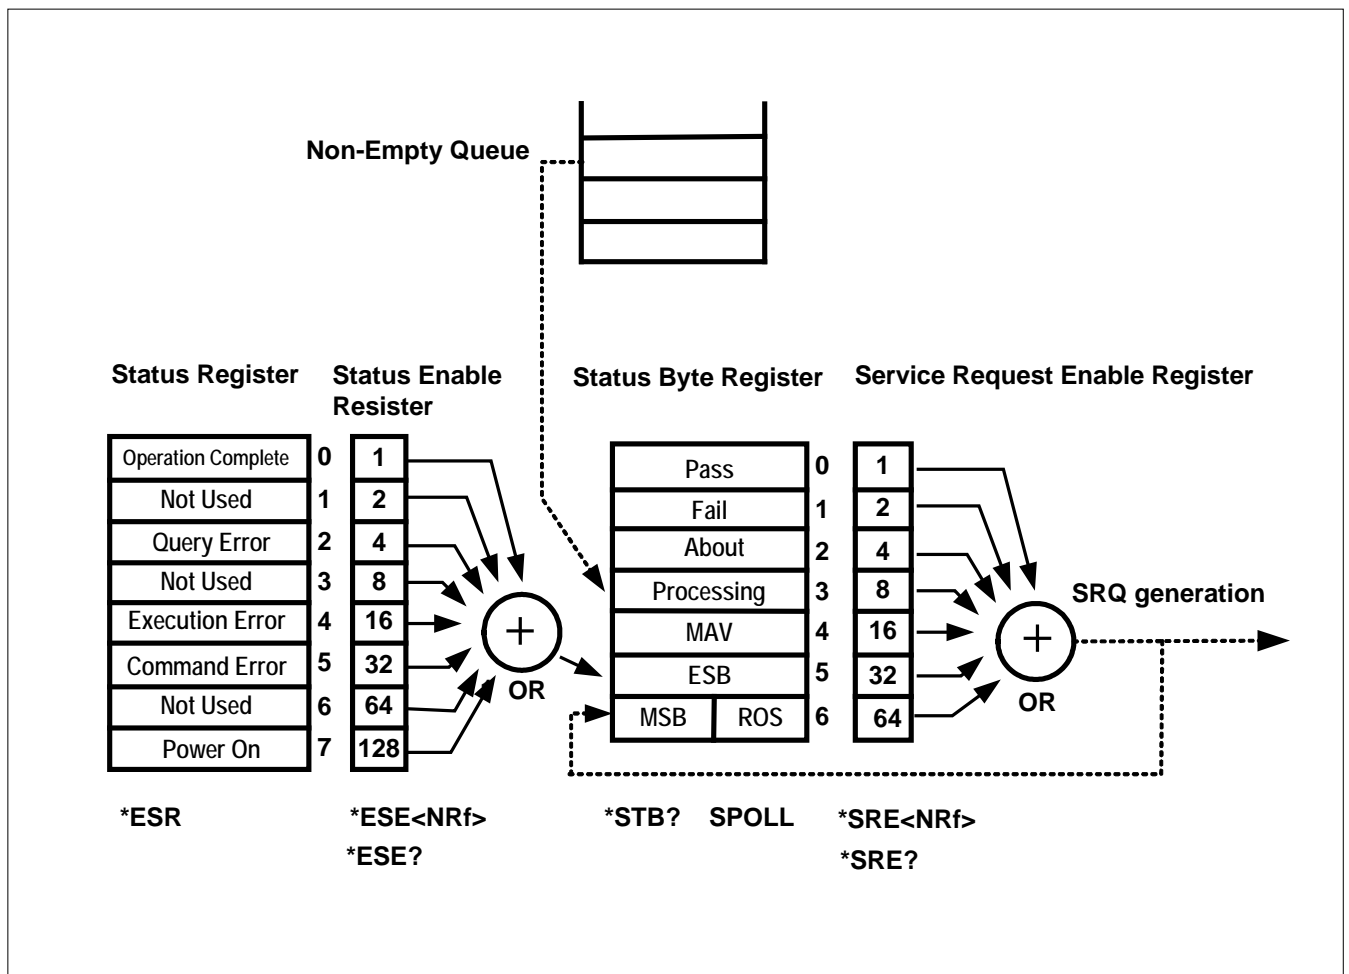 Non-Empty Queue
Status Register
Status Enable
Resister
Status Byte Register
Service Request Enable Register
Operation Complete 0 1
Not Used 1 2
Query Error 2 4
Not Used 3 8
Execution Error 4 16
Command Error 5 32
Not Used 6 64
Power On 7 128
+
OR
Pass 0 1
Fail 1 2
About 2 4
Processing 3 8
MAV 4 16
ESB 5 32
MSB ROS 6 64
+
OR
SRQ generation
*ESR
*ESE<NRf>
*ESE?
*STB? SPOLL
*SRE<NRf>
*SRE?